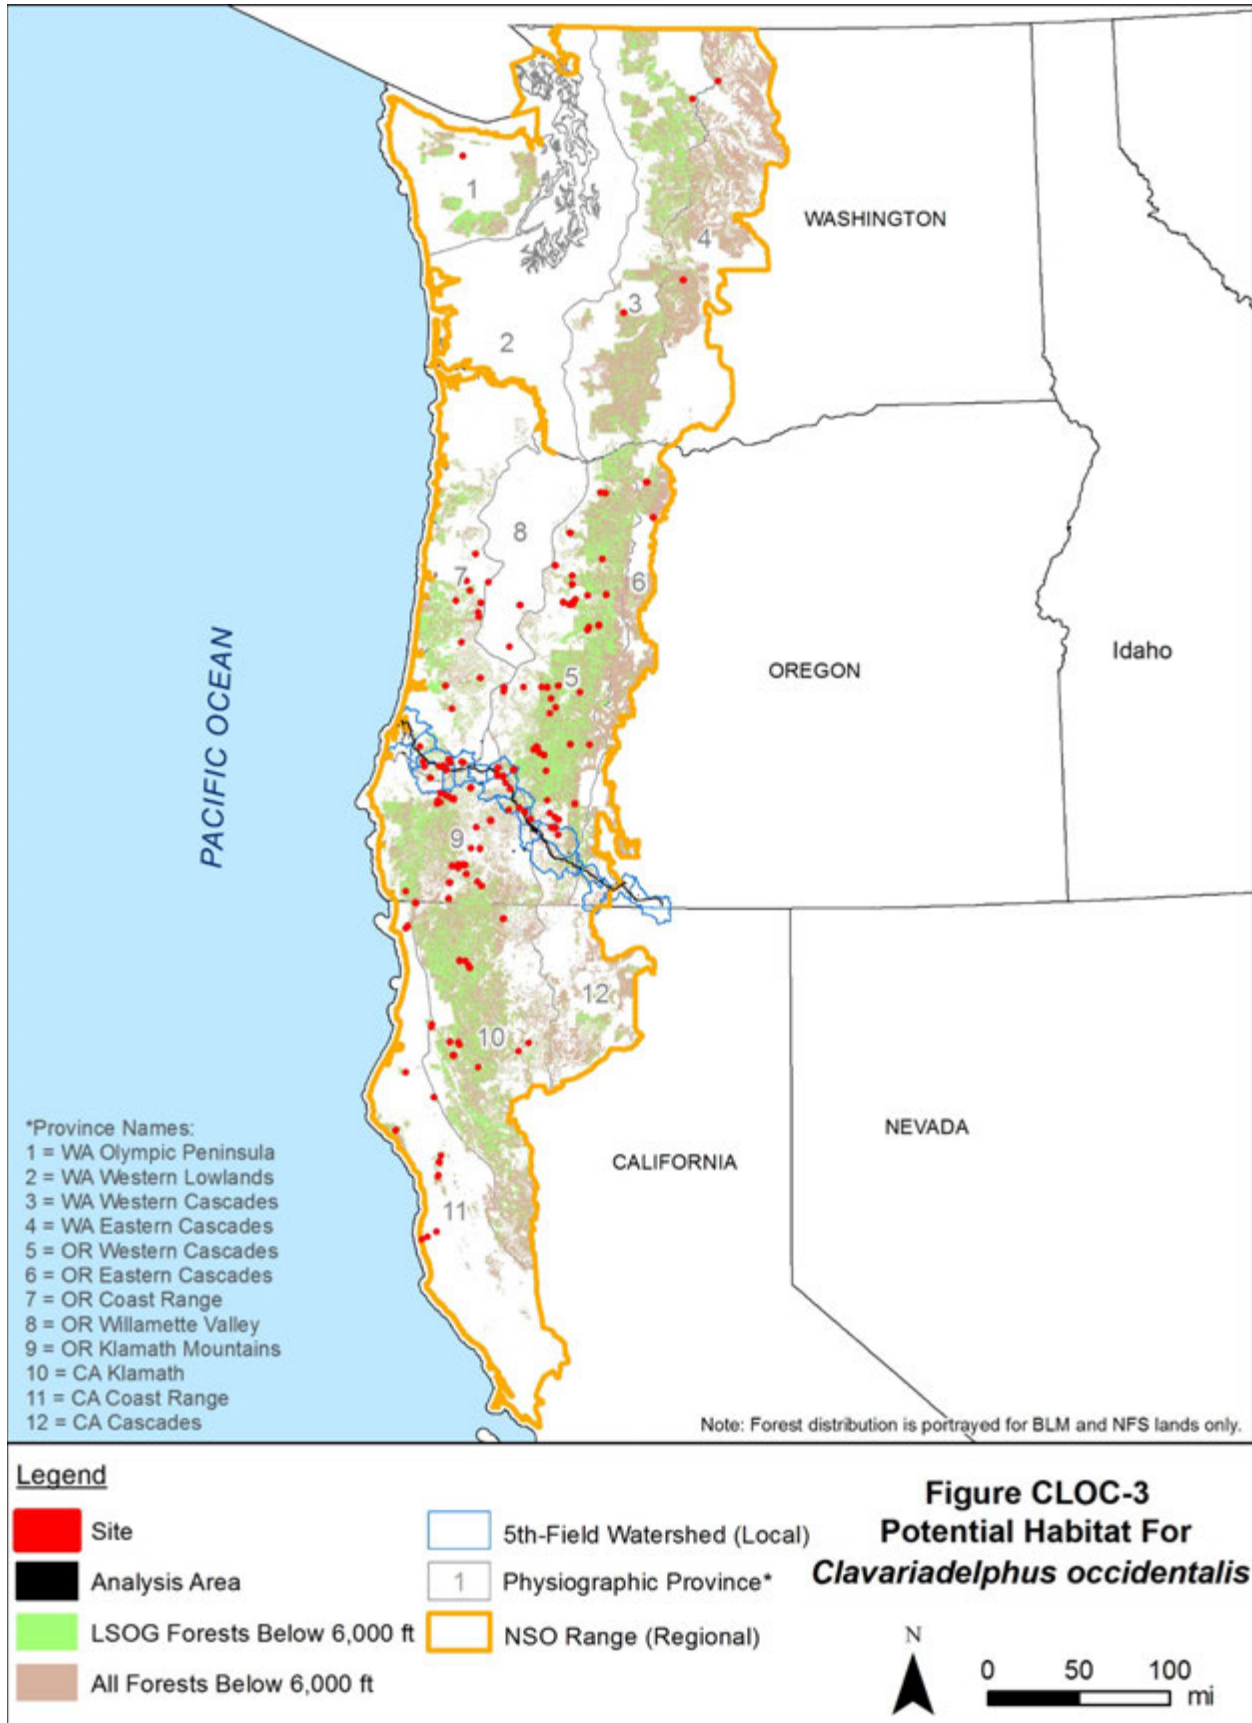 WASHINGTON
1
4
3
2
8
7
6
PACIFIC OCEAN
OREGON
Idaho
5
9
12
10
NEVADA
CALIFORNIA
11
*Province Names:
1 = WA Olympic Peninsula
2 = WA Western Lowlands
3 = WA Western Cascades
4 = WA Eastern Cascades
5 = OR Western Cascades
6 = OR Eastern Cascades
7 = OR Coast Range
8 = OR Willamette Valley
9 = OR Klamath Mountains
10 = CA Klamath
11 = CA Coast Range
12 = CA Cascades
Note: Forest distribution is portrayed for BLM and NFS lands only.
Legend
Site
Analysis Area
LSOG Forests Below 6,000 ft
All Forests Below 6,000 ft
5th-Field Watershed (Local)
1 Physiographic Province*
NSO Range (Regional)
Figure CLOC-3
Potential Habitat For
Clavariadelphus occidentalis
N
0 50 100
mi